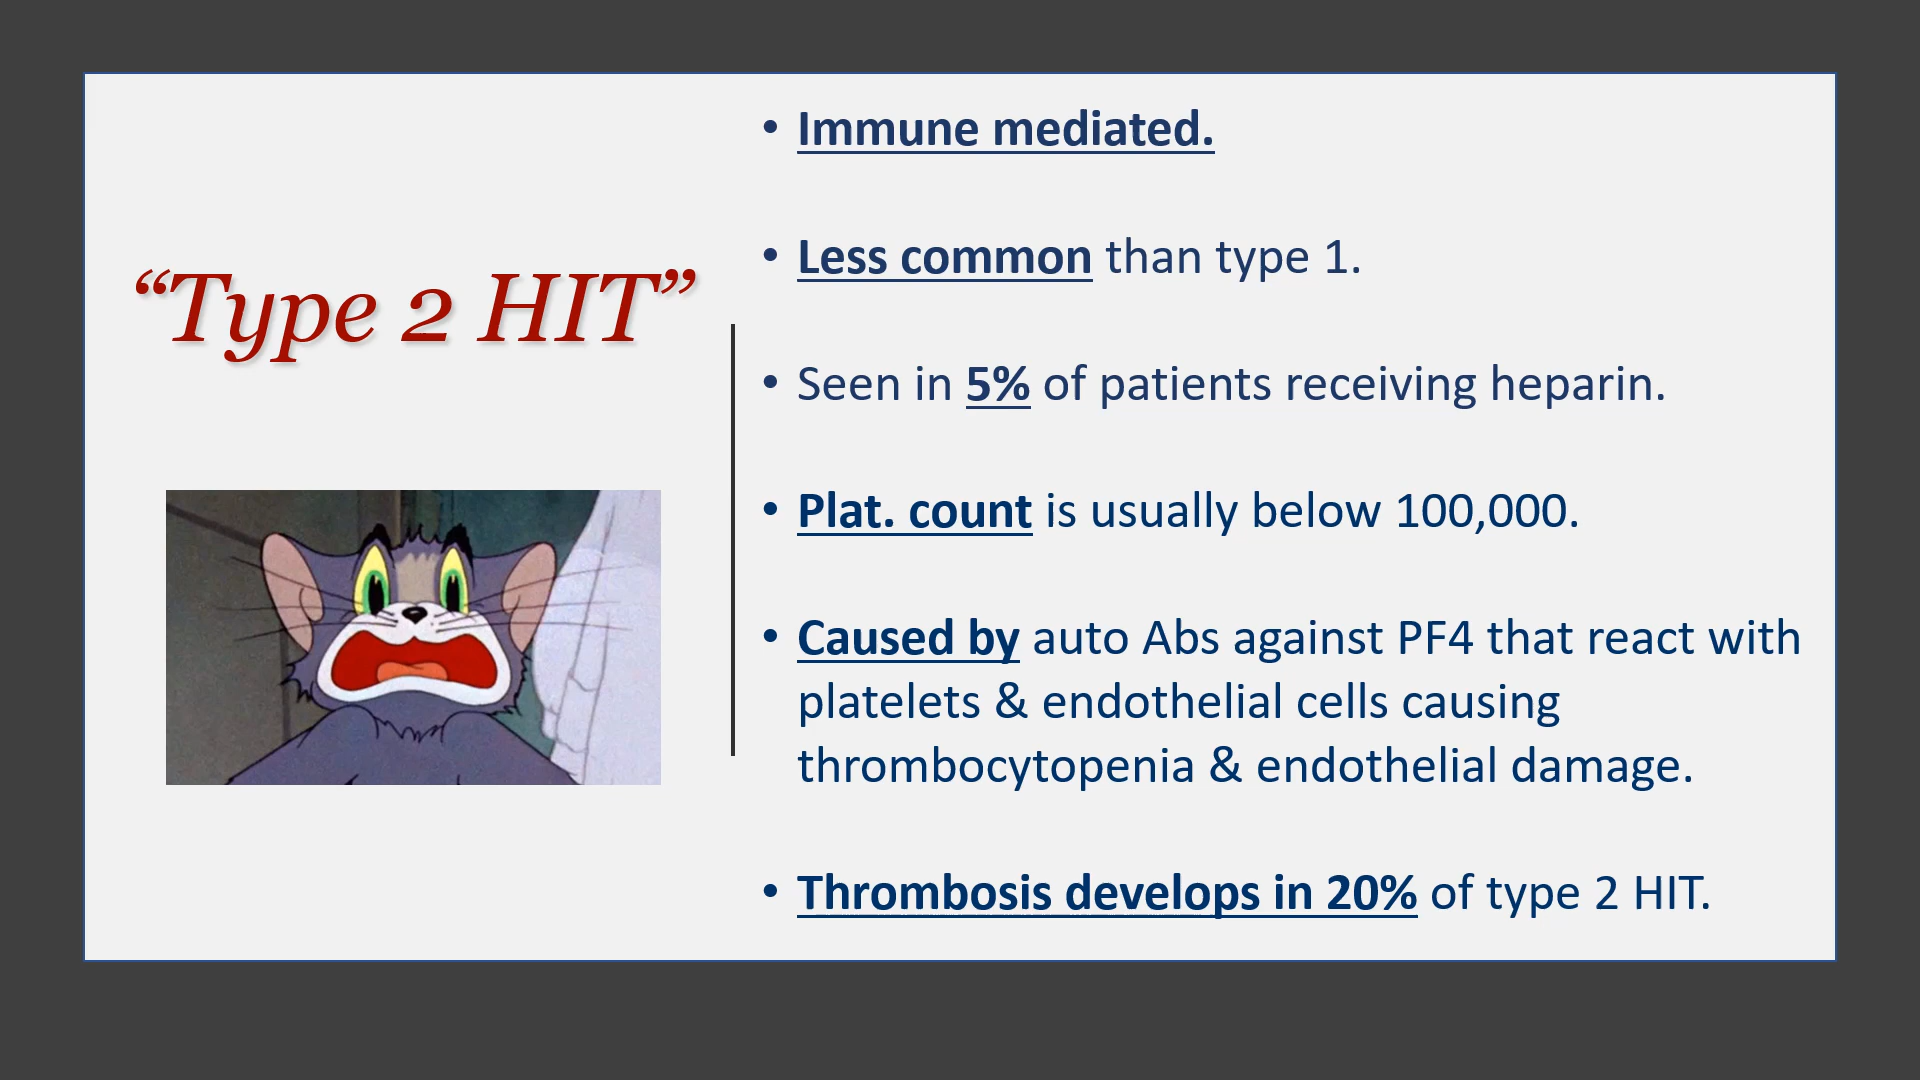 “Type 2 HIT”
• Immune mediated.
• Less common than type 1.
• Seen in 5% of patients receiving heparin.
• Plat. count is usually below 100,000.
• Caused by auto Abs against PF4 that react with
platelets & endothelial cells causing
thrombocytopenia & endothelial damage.
• Thrombosis develops in 20% of type 2 HIT.